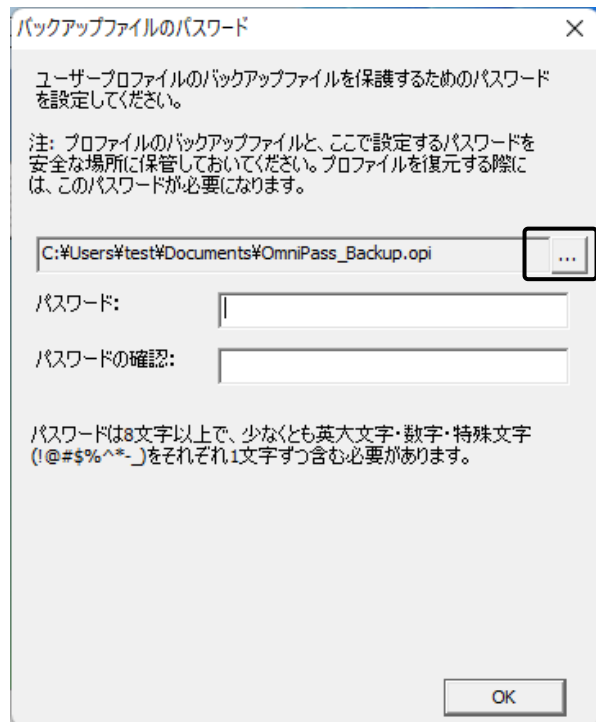 バックアップファイルのパスワード
ユーザープロファイルのバックアップファイルを保護するためのパスワード
を設定してください。
注: プロファイルのバックアップファイルと、ここで設定するパスワードを
安全な場所に保管しておいてください。プロファイルを復元する際に
は、このパスワードが必要になります。
C:¥Users¥test¥Documents¥OmniPass_Backup.opi
...
パスワード:
パスワードの確認:
パスワードは8文字以上で、少なくとも英大文字・数字・特殊文字
(!@#$%^*-_)をそれぞれ1文字ずつ含む必要があります。
OK